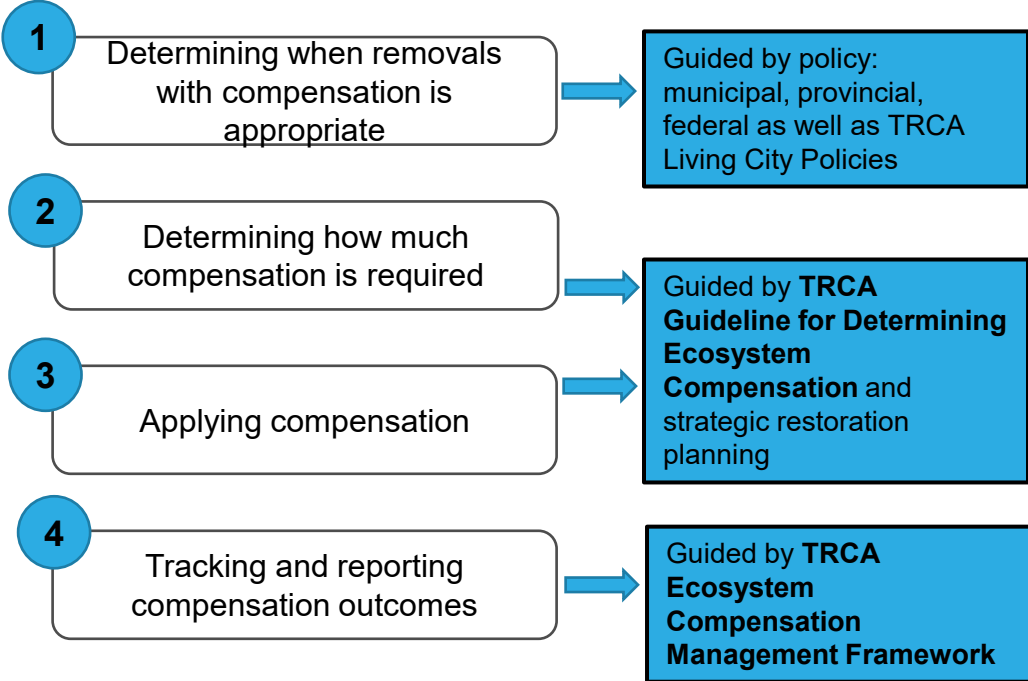 1
Determining when removals
with compensation is
appropriate
Guided by policy:
municipal, provincial,
federal as well as TRCA
Living City Policies
2
Determining how much
compensation is required
3
Applying compensation
Guided by TRCA
Guideline for Determining
Ecosystem
Compensation and
strategic restoration
planning
4
Tracking and reporting
compensation outcomes
Guided by TRCA
Ecosystem
Compensation
Management Framework